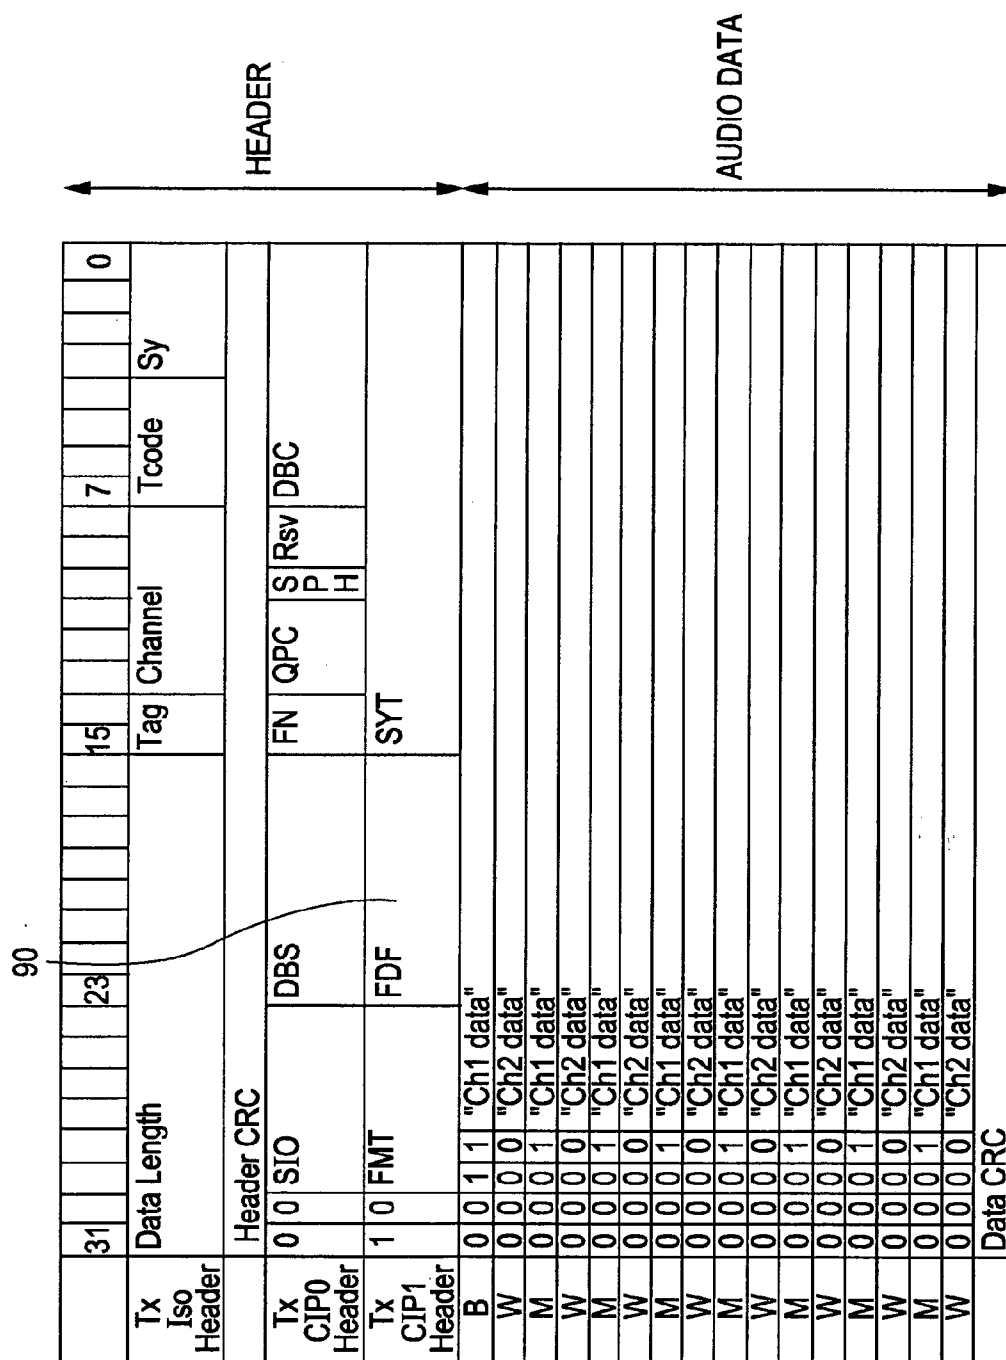 90
31 23 15 7 0
Tx Iso Header Data Length Tag Channel Tcode Sy
Header CRC
Tx CIP0 Header 0 0 SIO DBS FN QPC SPH Rsv DBC
Tx CIP1 Header 1 0 FMT FDF SYT
B 0 0 1 1 "Ch1 data"
W 0 0 0 0 "Ch2 data"
M 0 0 0 1 "Ch1 data"
W 0 0 0 0 "Ch2 data"
M 0 0 0 1 "Ch1 data"
W 0 0 0 0 "Ch2 data"
M 0 0 0 1 "Ch1 data"
W 0 0 0 0 "Ch2 data"
M 0 0 0 1 "Ch1 data"
W 0 0 0 0 "Ch2 data"
M 0 0 0 1 "Ch1 data"
W 0 0 0 0 "Ch2 data"
M 0 0 0 1 "Ch1 data"
W 0 0 0 0 "Ch2 data"
M 0 0 0 1 "Ch1 data"
W 0 0 0 0 "Ch2 data"
Data CRC
HEADER
AUDIO DATA